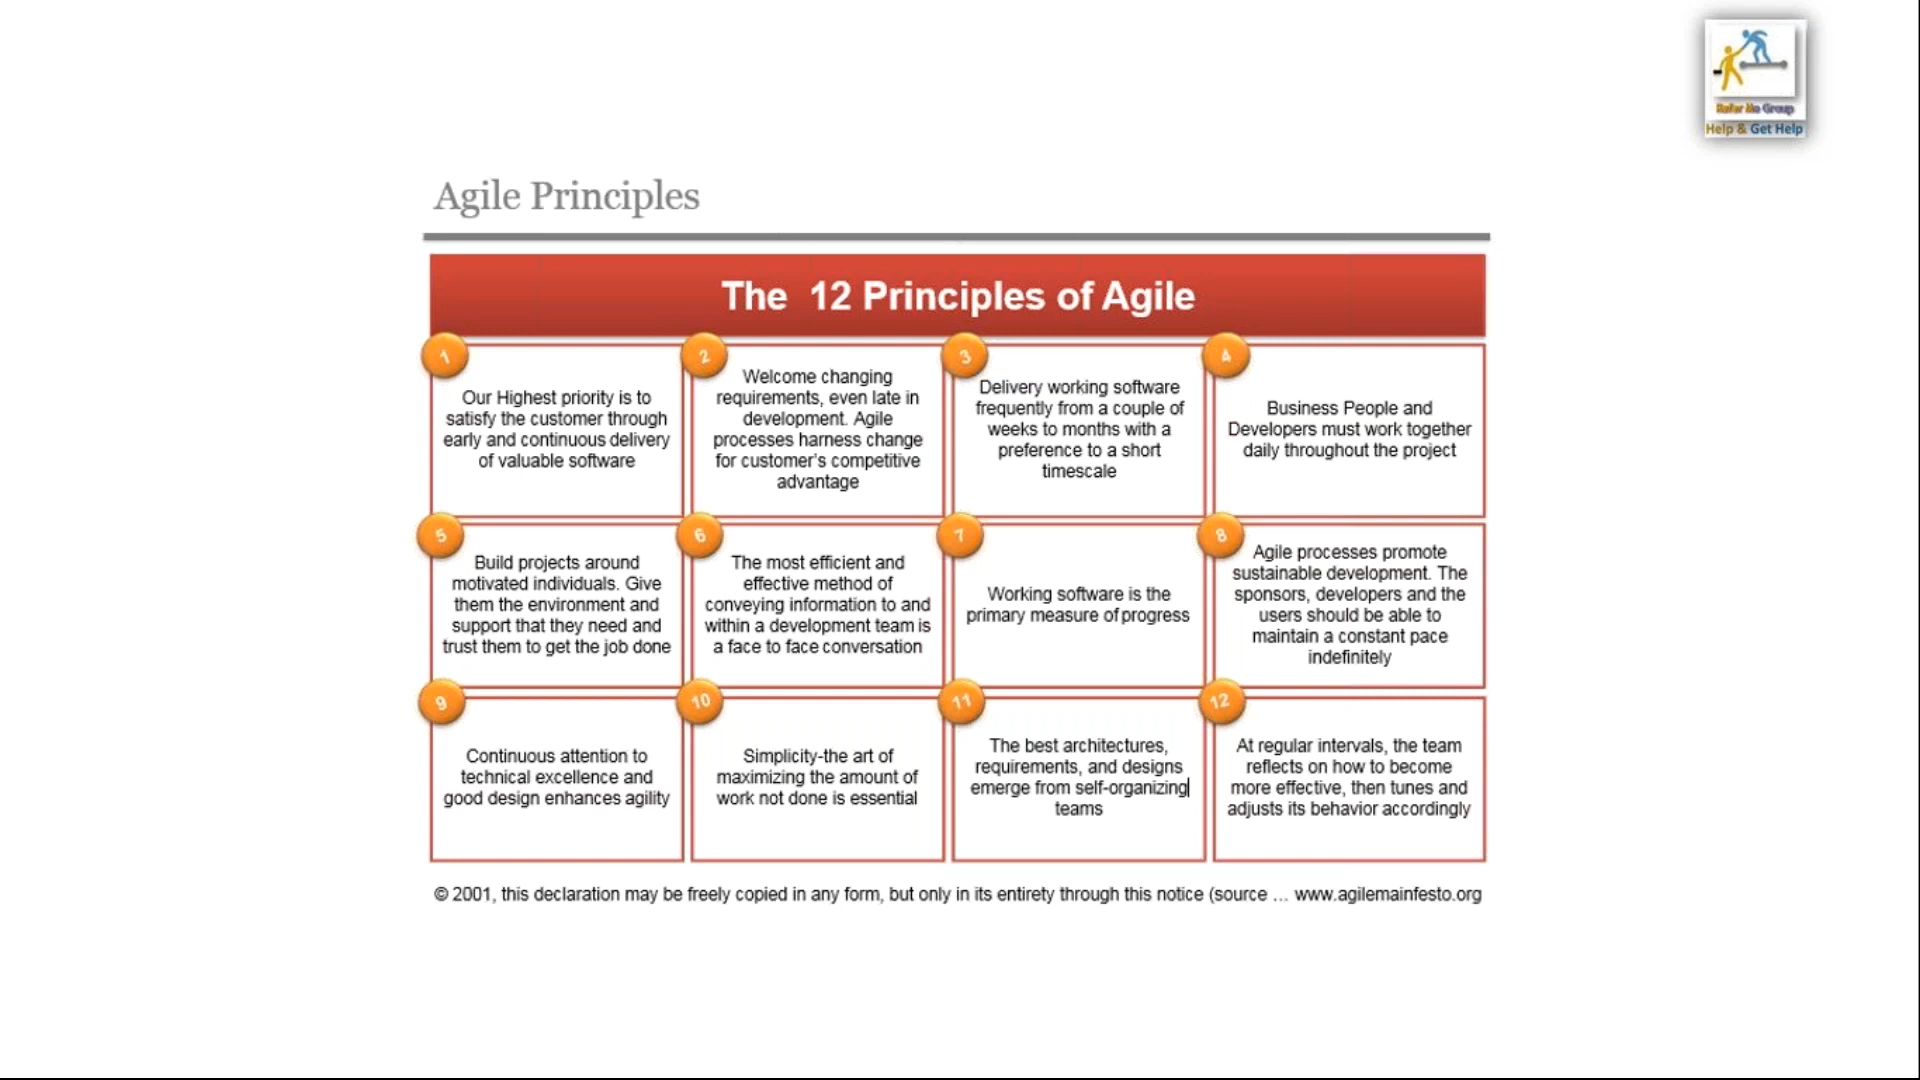 Refer Me Group
Help & Get Help
Agile Principles
The 12 Principles of Agile
1
Our Highest priority is to
satisfy the customer through
early and continuous delivery
of valuable software
2
Welcome changing
requirements, even late in
development. Agile
processes harness change
for customer's competitive
advantage
3
Delivery working software
frequently from a couple of
weeks to months with a
preference to a short
timescale
4
Business People and
Developers must work together
daily throughout the project
5
Build projects around
motivated individuals. Give
them the environment and
support that they need and
trust them to get the job done
6
The most efficient and
effective method of
conveying information to and
within a development team is
a face to face conversation
7
Working software is the
primary measure of progress
8
Agile processes promote
sustainable development. The
sponsors, developers and the
users should be able to
maintain a constant pace
indefinitely
9
Continuous attention to
technical excellence and
good design enhances agility
10
Simplicity-the art of
maximizing the amount of
work not done is essential
11
The best architectures,
requirements, and designs
emerge from self-organizing
teams
12
At regular intervals, the team
reflects on how to become
more effective, then tunes and
adjusts its behavior accordingly
© 2001, this declaration may be freely copied in any form, but only in its entirety through this notice (source ... www.agilemainfesto.org